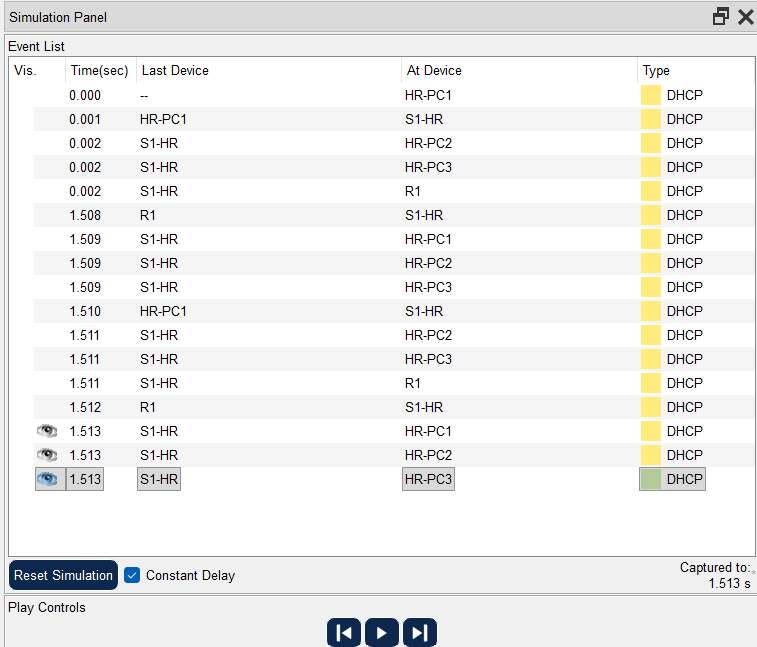 Simulation Panel
Event List
Vis. Time(sec) Last Device At Device Type
0.000 -- HR-PC1 DHCP
0.001 HR-PC1 S1-HR DHCP
0.002 S1-HR HR-PC2 DHCP
0.002 S1-HR HR-PC3 DHCP
0.002 S1-HR R1 DHCP
1.508 R1 S1-HR DHCP
1.509 S1-HR HR-PC1 DHCP
1.509 S1-HR HR-PC2 DHCP
1.509 S1-HR HR-PC3 DHCP
1.510 HR-PC1 S1-HR DHCP
1.511 S1-HR HR-PC2 DHCP
1.511 S1-HR HR-PC3 DHCP
1.511 S1-HR R1 DHCP
1.512 R1 S1-HR DHCP
1.513 S1-HR HR-PC1 DHCP
1.513 S1-HR HR-PC2 DHCP
1.513 S1-HR HR-PC3 DHCP
Reset Simulation Constant Delay Captured to:
1.513 s
Play Controls